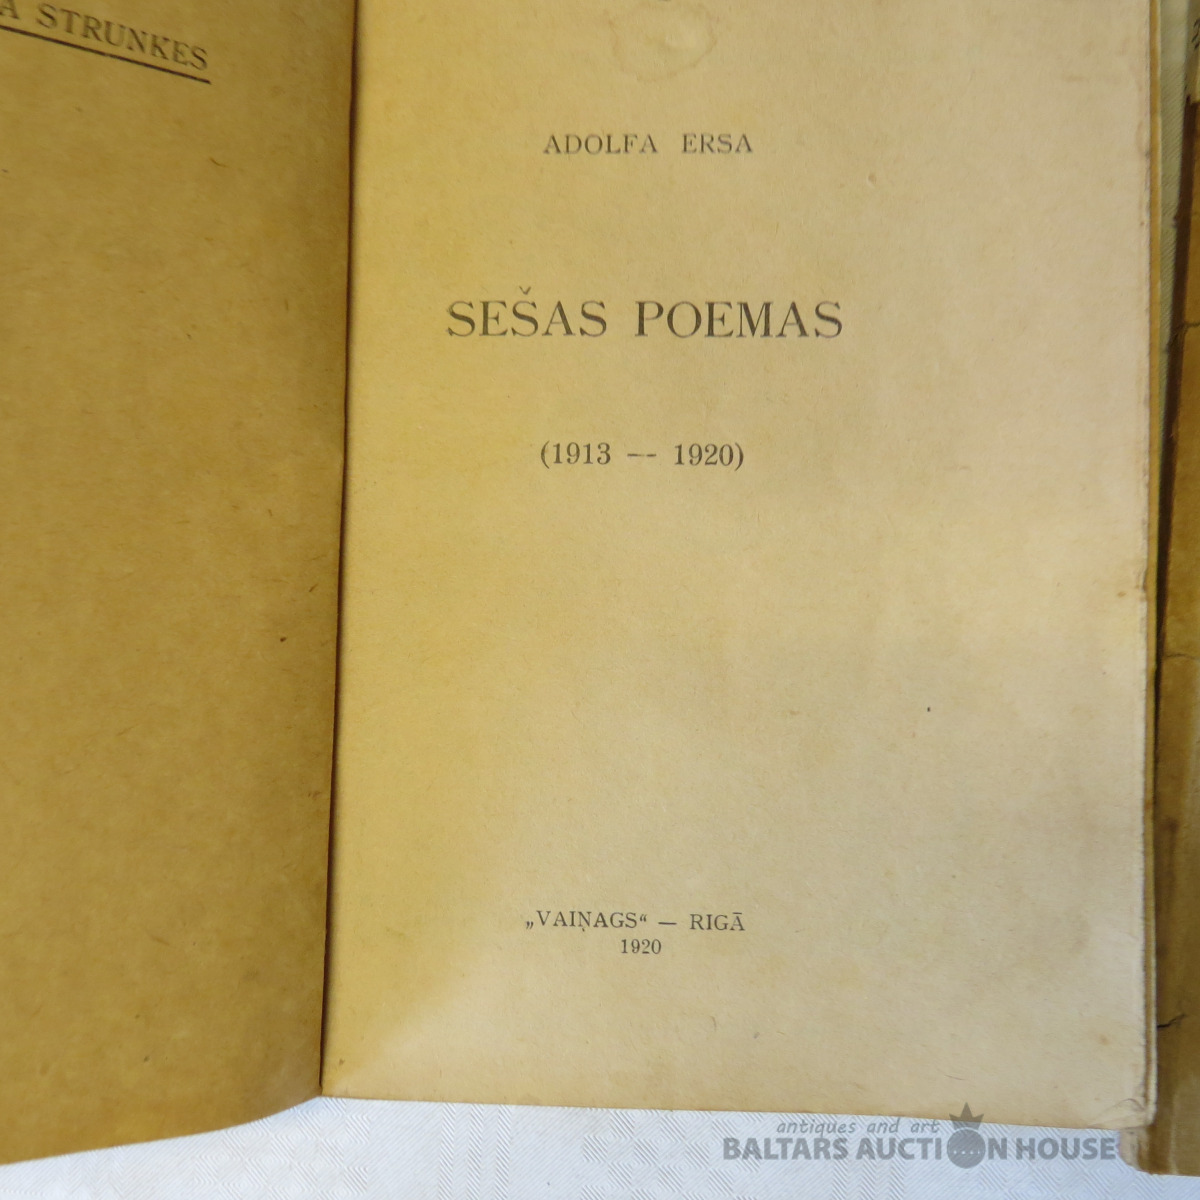 A STRUNKES
ADOLFA ERSA
SEŠAS POEMAS
(1913 — 1920)
„VAIŅAGS“ — RIGĀ
1920
antiques and art
BALTARS AUCTION HOUSE